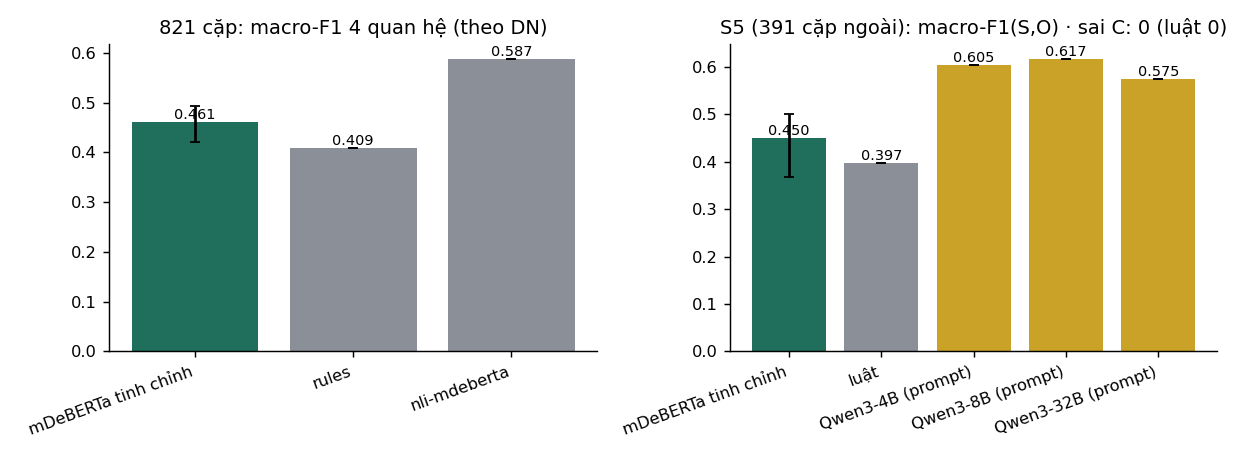 821 cặp: macro-F1 4 quan hệ (theo DN)
0.6
0.5
0.4
0.3
0.2
0.1
0.0
0.461
0.409
0.587
mDeBERTa tinh chỉnh
rules
nli-mdeberta
S5 (391 cặp ngoài): macro-F1(S,O) · sai C: 0 (luật 0)
0.6
0.5
0.4
0.3
0.2
0.1
0.0
0.450
0.397
0.605
0.617
0.575
mDeBERTa tinh chỉnh
luật
Qwen3-4B (prompt)
Qwen3-8B (prompt)
Qwen3-32B (prompt)